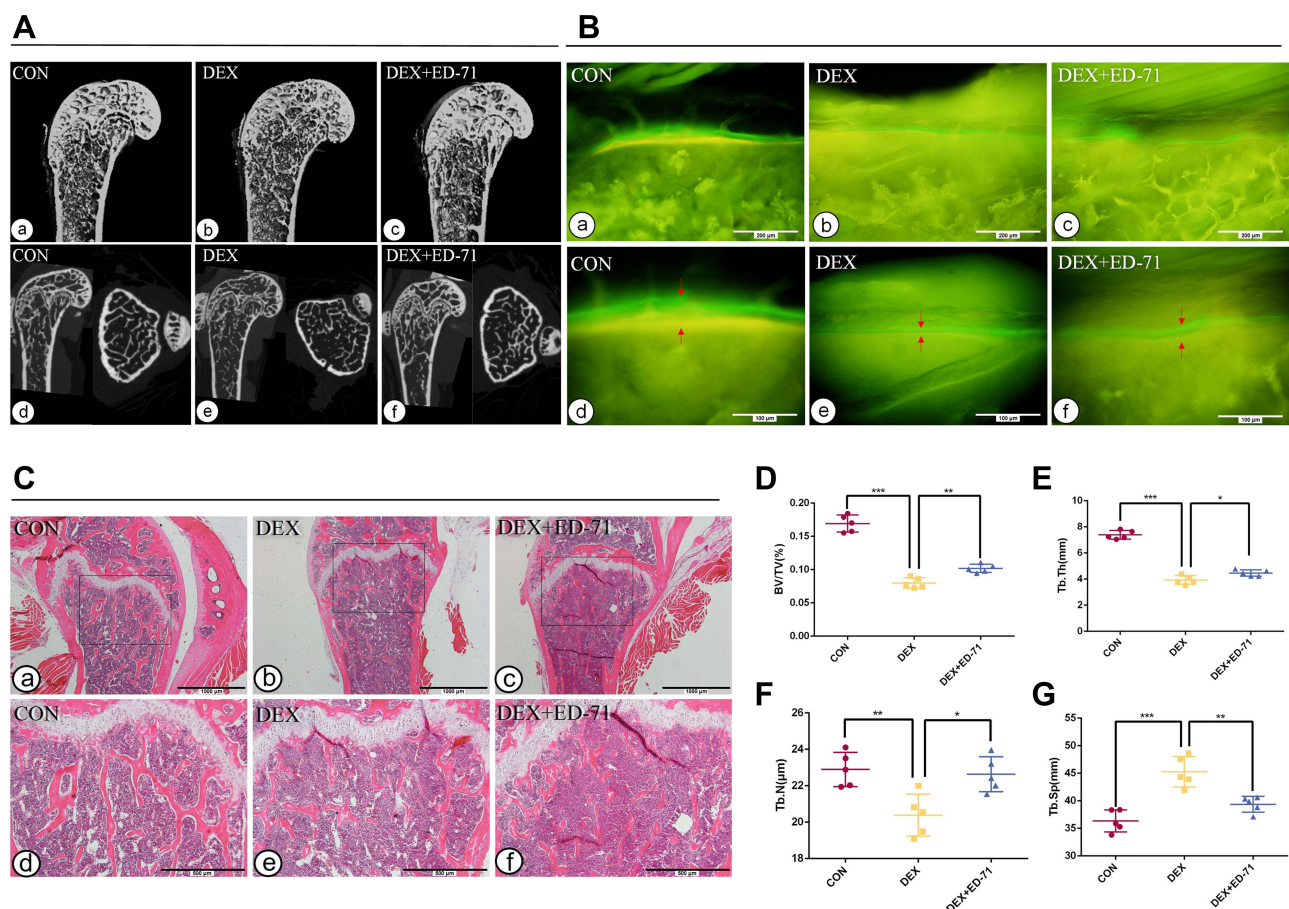 A
B
CON
DEX
DEX+ED-71
a
b
c
CON
DEX
DEX+ED-71
d
e
f
CON
DEX
DEX+ED-71
200 μm
200 μm
200 μm
a
b
c
CON
DEX
DEX+ED-71
100 μm
100 μm
100 μm
d
e
f
C
CON
DEX
DEX+ED-71
1000 μm
1000 μm
1000 μm
a
b
c
CON
DEX
DEX+ED-71
500 μm
500 μm
500 μm
d
e
f
D
*** **
BV/TV(%)
0.20
0.15
0.10
0.05
0.00
CON DEX DEX+ED-71
E
*** *
Tb.Th(mm)
10
8
6
4
2
0
CON DEX DEX+ED-71
F
** *
Tb.N(μm)
26
24
22
20
18
CON DEX DEX+ED-71
G
*** **
Tb.Sp(mm)
55
50
45
40
35
30
CON DEX DEX+ED-71